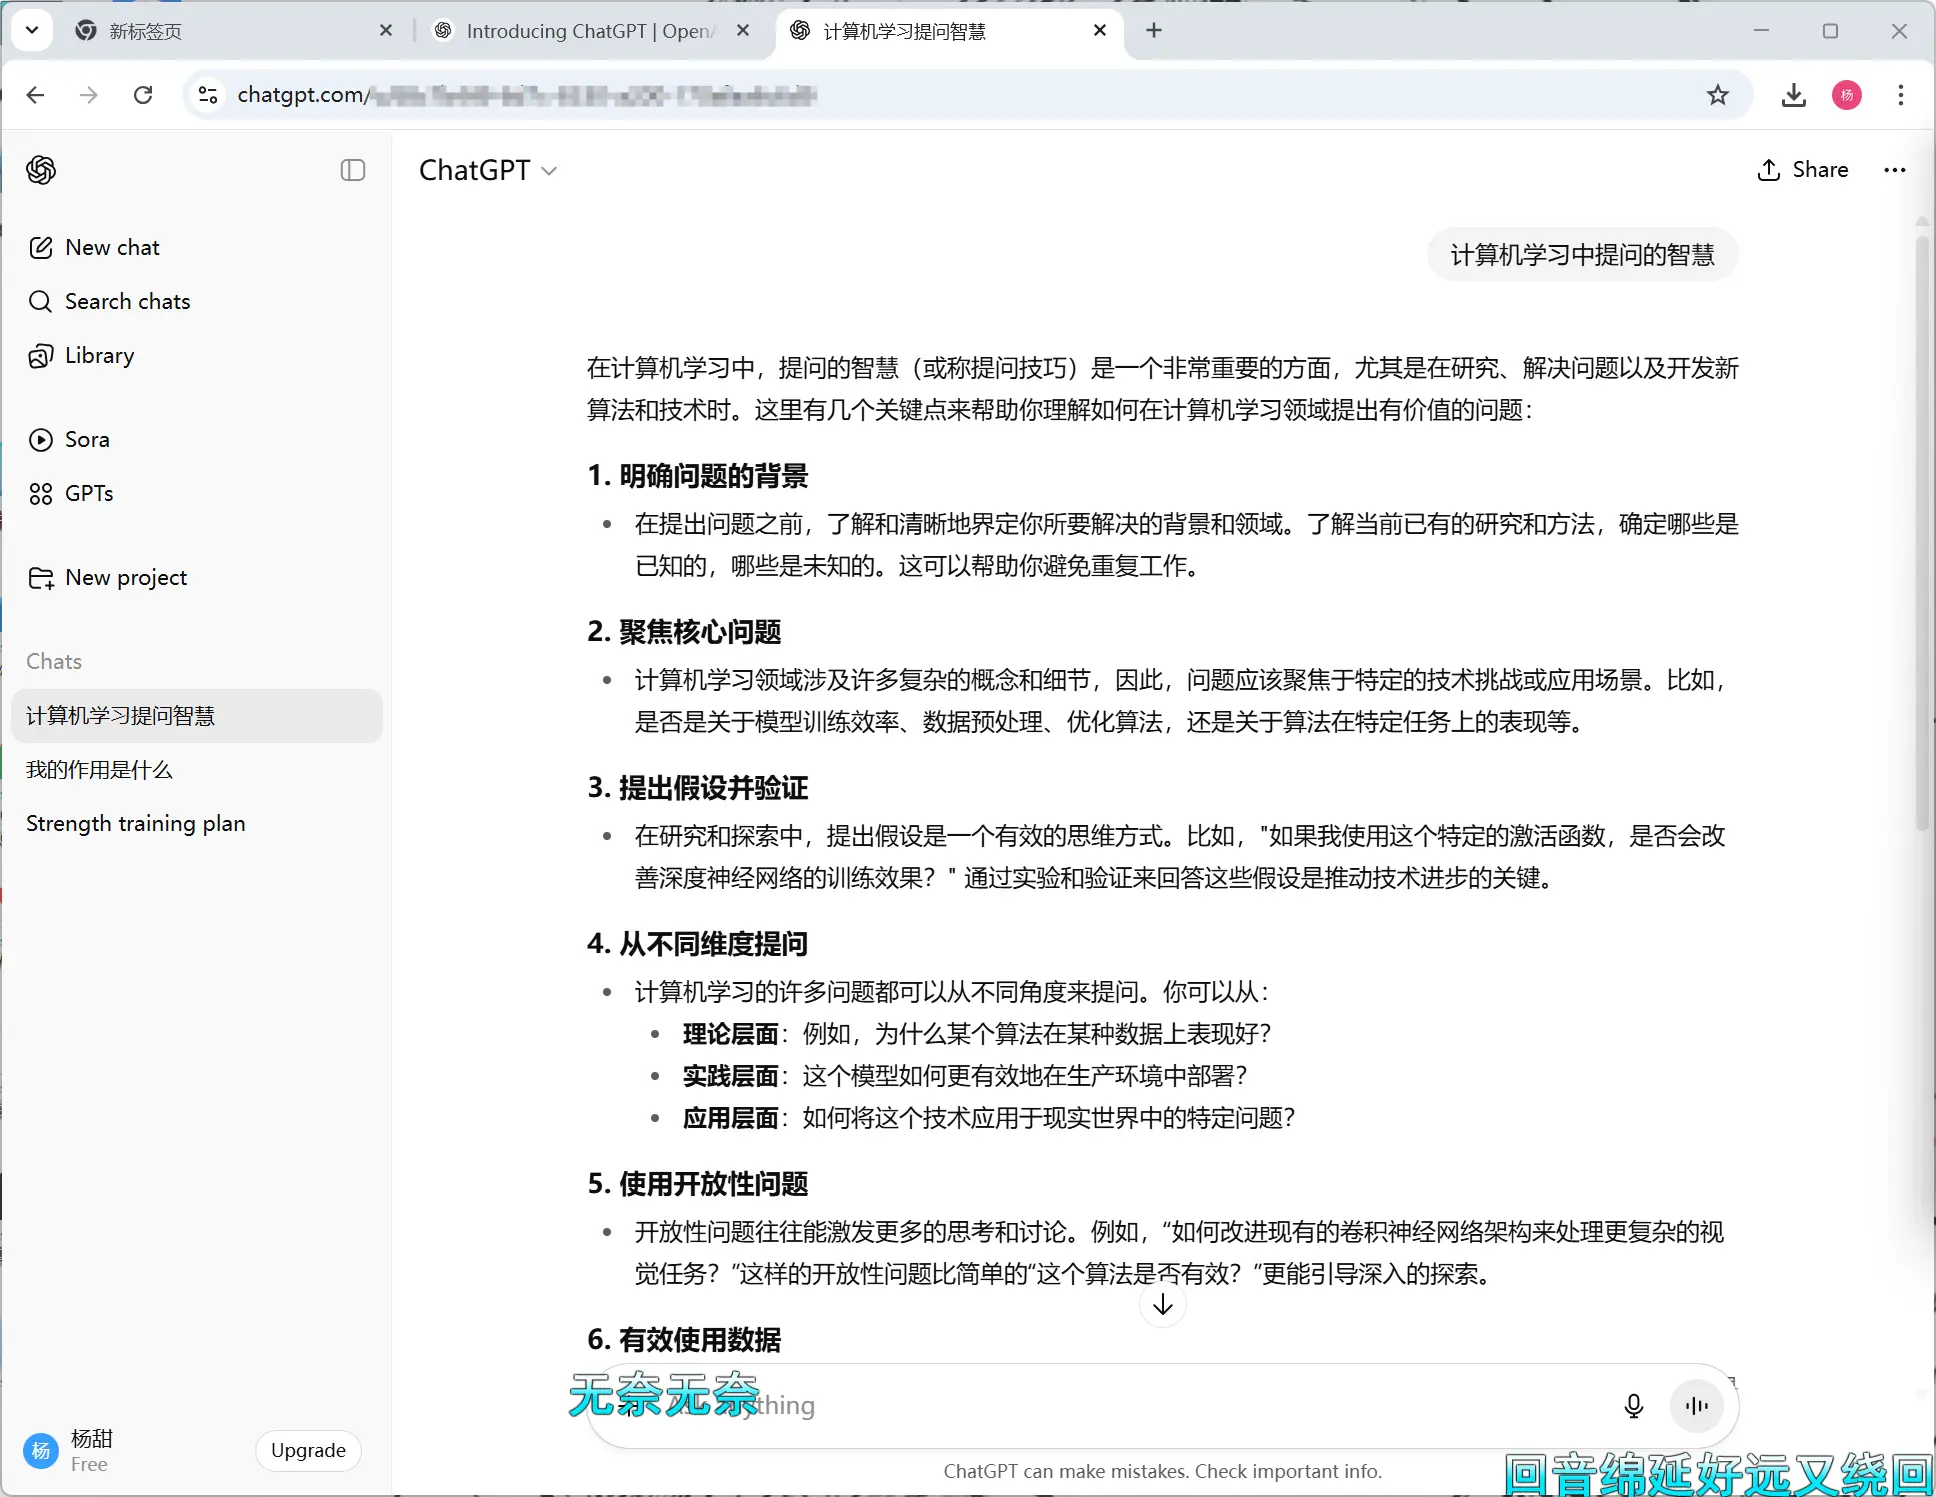 新标签页
Introducing ChatGPT | Open
计算机学习提问智慧
chatgpt.com/
杨
ChatGPT
Share
New chat
Search chats
Library
Sora
GPTs
New project
Chats
计算机学习提问智慧
我的作用是什么
Strength training plan
杨
杨甜
Free
Upgrade
计算机学习中提问的智慧
在计算机学习中，提问的智慧（或称提问技巧）是一个非常重要的方面，尤其是在研究、解决问题以及开发新
算法和技术时。这里有几个关键点来帮助你理解如何在计算机学习领域提出有价值的问题：
1. 明确问题的背景
• 在提出问题之前，了解和清晰地界定你所要解决的背景和领域。了解当前已有的研究和方法，确定哪些是
已知的，哪些是未知的。这可以帮助你避免重复工作。
2. 聚焦核心问题
• 计算机学习领域涉及许多复杂的概念和细节，因此，问题应该聚焦于特定的技术挑战或应用场景。比如，
是否是关于模型训练效率、数据预处理、优化算法，还是关于算法在特定任务上的表现等。
3. 提出假设并验证
• 在研究和探索中，提出假设是一个有效的思维方式。比如，"如果我使用这个特定的激活函数，是否会改
善深度神经网络的训练效果？" 通过实验和验证来回答这些假设是推动技术进步的关键。
4. 从不同维度提问
• 计算机学习的许多问题都可以从不同角度来提问。你可以从：
• 理论层面：例如，为什么某个算法在某种数据上表现好？
• 实践层面：这个模型如何更有效地在生产环境中部署？
• 应用层面：如何将这个技术应用于现实世界中的特定问题？
5. 使用开放性问题
• 开放性问题往往能激发更多的思考和讨论。例如，“如何改进现有的卷积神经网络架构来处理更复杂的视
觉任务？”这样的开放性问题比简单的“这个算法是否有效？”更能引导深入的探索。
6. 有效使用数据
无奈无奈
Ask anything
ChatGPT can make mistakes. Check important info.
回音绵延好远又绕回